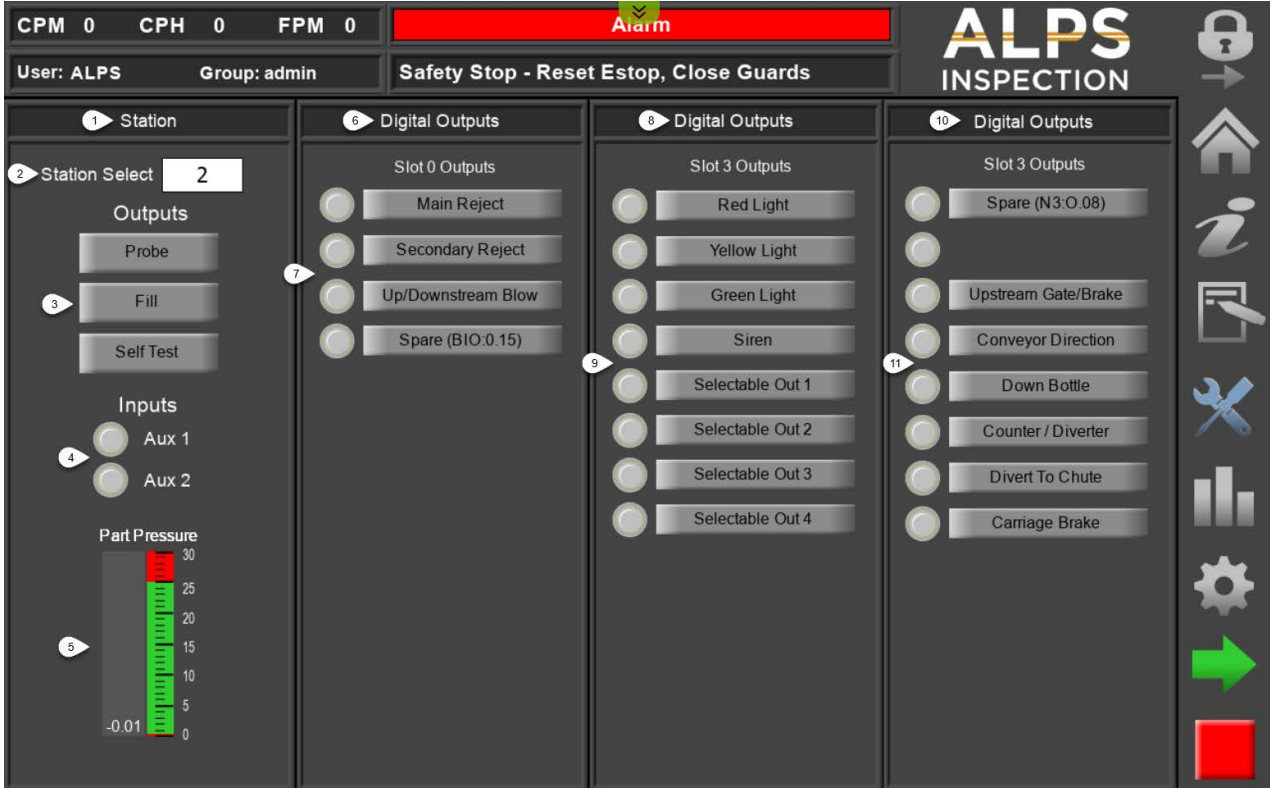 CPM 0 CPH 0 FPM 0
Alarm
ALPS
INSPECTION
User: ALPS Group: admin
Safety Stop - Reset Estop, Close Guards
1 Station
2 Station Select 2
Outputs
Probe
3 Fill
Self Test
Inputs
Aux 1
4
Aux 2
Part Pressure
30
25
20
5 15
10
5
-0.01 0
6 Digital Outputs
Slot 0 Outputs
Main Reject
Secondary Reject
7
Up/Downstream Blow
Spare (BIO:0.15)
8 Digital Outputs
Slot 3 Outputs
Red Light
Yellow Light
Green Light
Siren
9
Selectable Out 1
Selectable Out 2
Selectable Out 3
Selectable Out 4
10 Digital Outputs
Slot 3 Outputs
Spare (N3:O.08)
Upstream Gate/Brake
Conveyor Direction
11
Down Bottle
Counter / Diverter
Divert To Chute
Carriage Brake